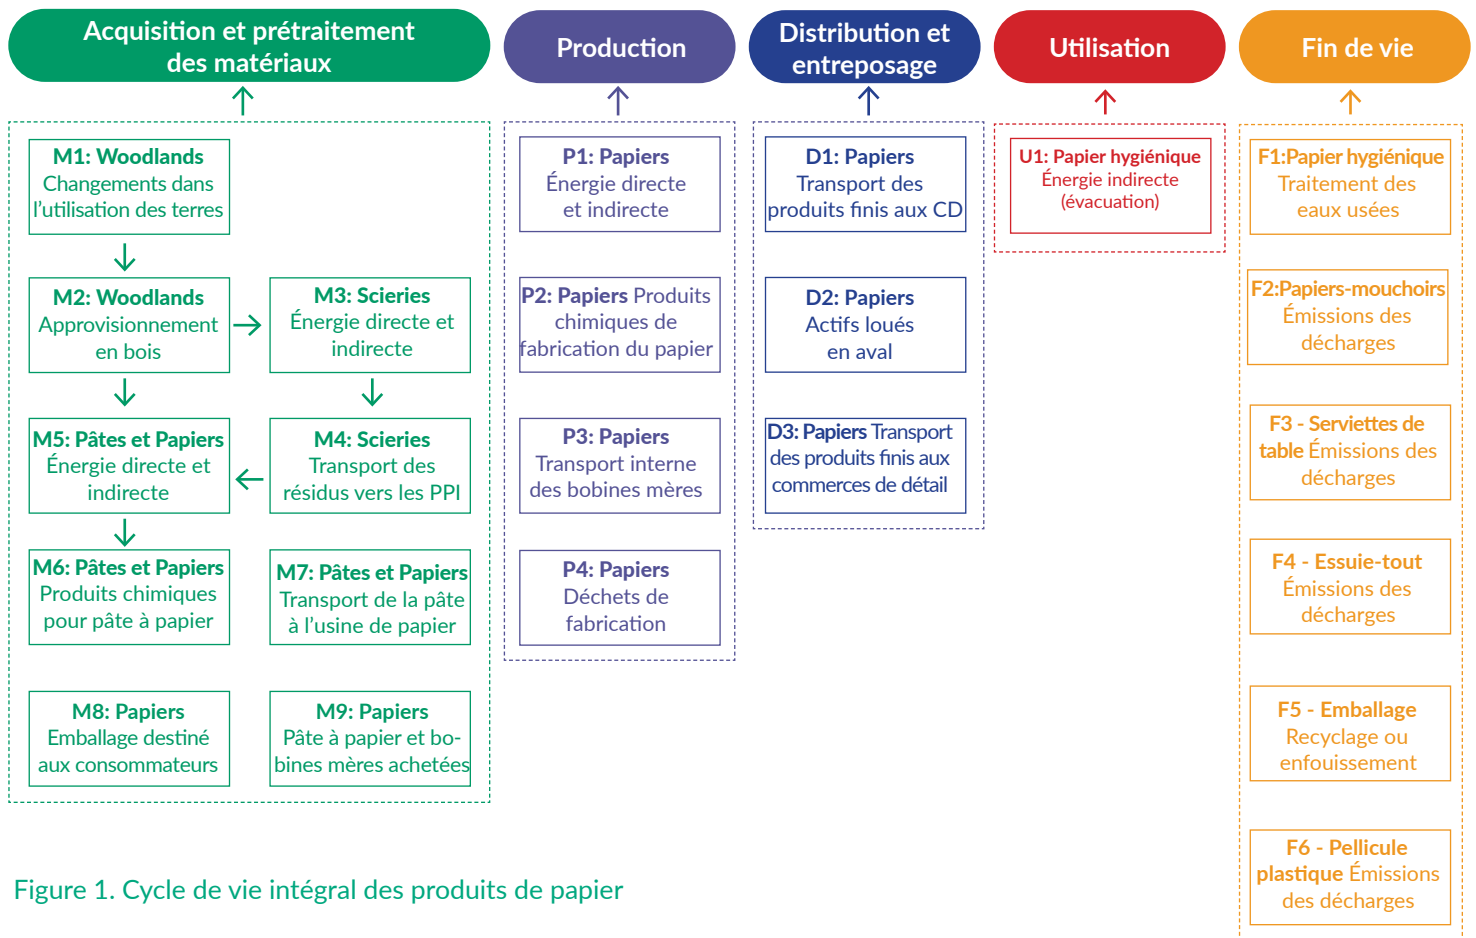 Acquisition et prétraitement
des matériaux
Production
Distribution et
entreposage
Utilisation
Fin de vie
M1: Woodlands
Changements dans
l'utilisation des terres
M2: Woodlands
Approvisionnement
en bois
M3: Scieries
Énergie directe et
indirecte
M5: Pâtes et Papiers
Énergie directe et
indirecte
M4: Scieries
Transport des
résidus vers les PPI
M6: Pâtes et Papiers
Produits chimiques
pour pâte à papier
M7: Pâtes et Papiers
Transport de la pâte
à l'usine de papier
M8: Papiers
Emballage destiné
aux consommateurs
M9: Papiers
Pâte à papier et bo-
bines mères achetées
P1: Papiers
Énergie directe
et indirecte
P2: Papiers Produits
chimiques de
fabrication du papier
P3: Papiers
Transport interne
des bobines mères
P4: Papiers
Déchets de
fabrication
D1: Papiers
Transport des
produits finis aux CD
D2: Papiers
Actifs loués
en aval
D3: Papiers Transport
des produits finis aux
commerces de détail
U1: Papier hygiénique
Énergie indirecte
(évacuation)
F1:Papier hygiénique
Traitement des
eaux usées
F2:Papiers-mouchoirs
Émissions des
décharges
F3 - Serviettes de
table Émissions des
décharges
F4 - Essuie-tout
Émissions des
décharges
F5 - Emballage
Recyclage ou
enfouissement
F6 - Pellicule
plastique Émissions
des décharges
Figure 1. Cycle de vie intégral des produits de papier